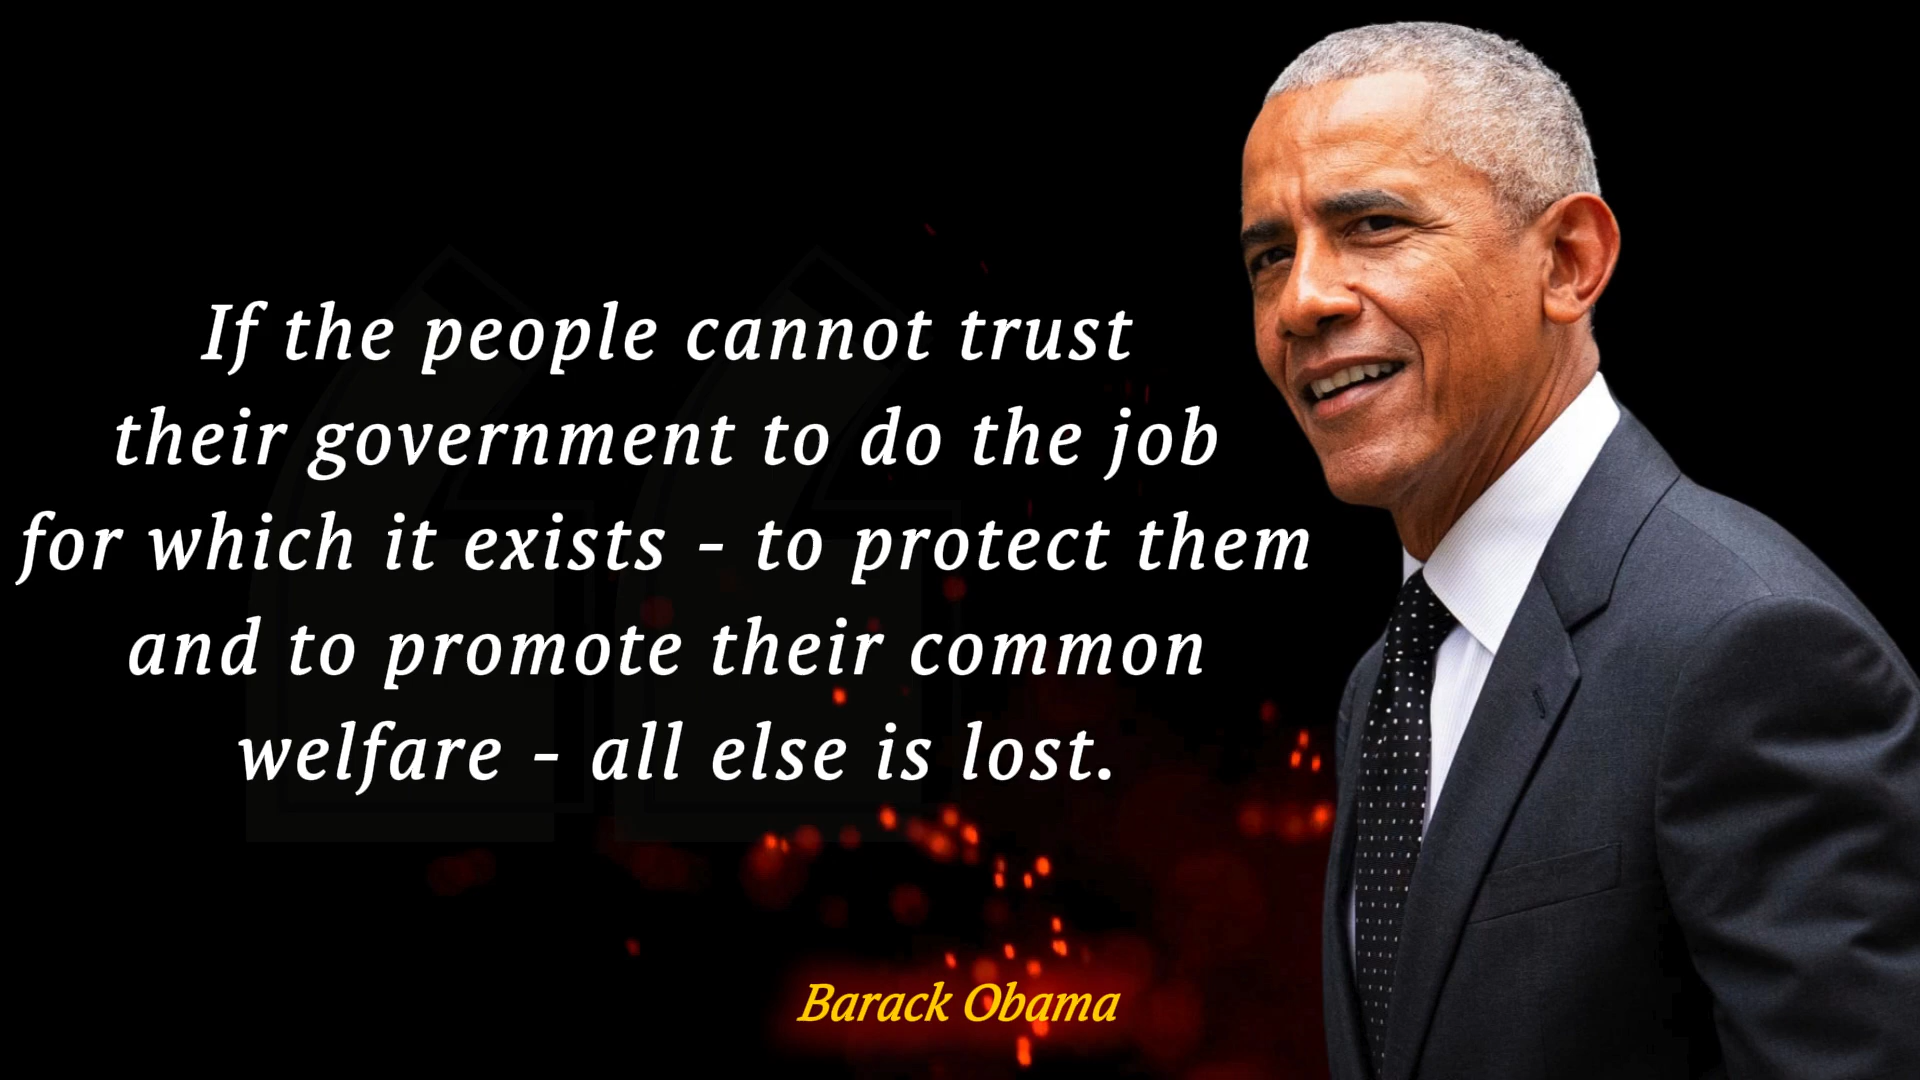 If the people cannot trust
their government to do the job
for which it exists - to protect them
and to promote their common
welfare - all else is lost.
Barack Obama